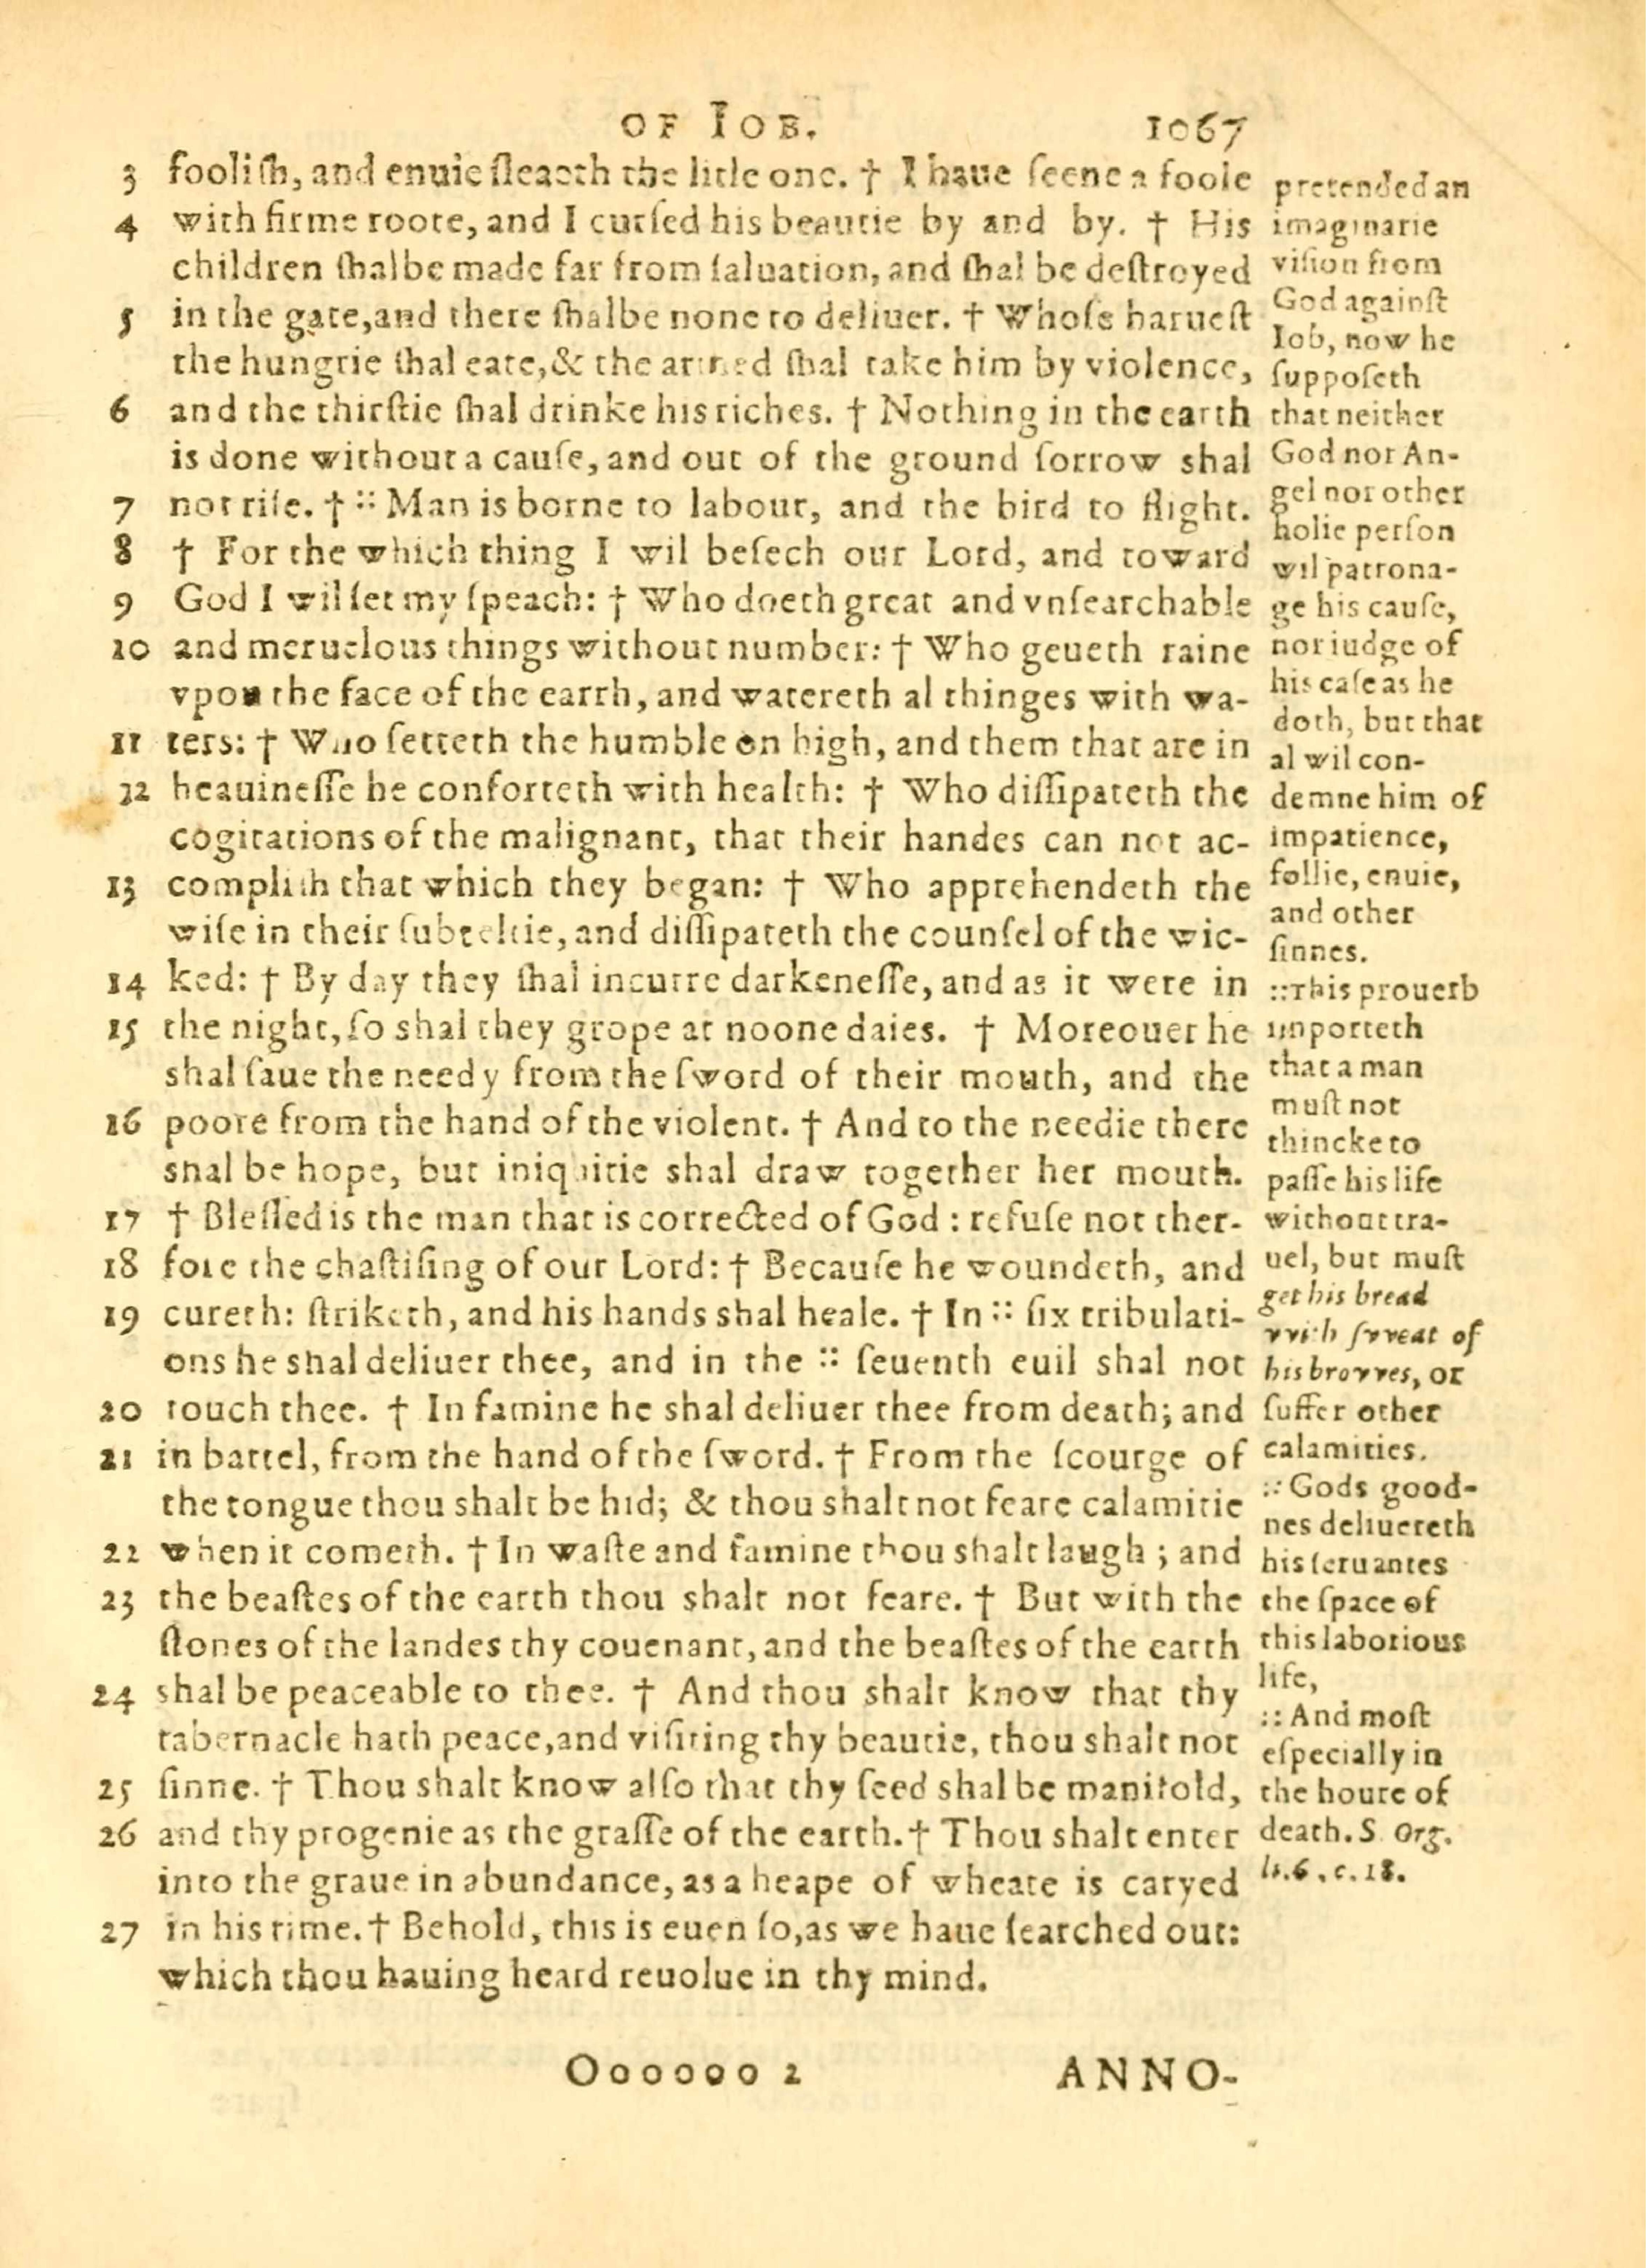 OF IOB. 1067
3 foolish, and enuie sleaeth the litle one. † I haue seene a foole
4 with firme roote, and I cursed his beautie by and by. † His
children shalbe made far from saluation, and shal be destroyed
5 in the gate, and there shalbe none to deliuer. † Whose haruest
the hungrie shal eate, & the armed shal take him by violence,
6 and the thirstie shal drinke his riches. † Nothing in the earth
is done without a cause, and out of the ground sorrow shal
7 not rise. † :: Man is borne to labour, and the bird to flight.
8 † For the which thing I wil besech our Lord, and toward
9 God I wil set my speach: † Who doeth great and vnsearchable
10 and meruelous things without number: † Who geueth raine
vpon the face of the earth, and watereth al thinges with wa-
11 ters: † Who setteth the humble on high, and them that are in
12 heauinesse he conforteth with health: † Who dissipateth the
cogitations of the malignant, that their handes can not ac-
13 complish that which they began: † Who apprehendeth the
wise in their subteltie, and dissipateth the counsel of the wic-
14 ked: † By day they shal incurre darkenesse, and as it were in
15 the night, so shal they grope at noone daies. † Moreouer he
shal saue the needy from the sword of their mouth, and the
16 poore from the hand of the violent. † And to the needie there
shal be hope, but iniquitie shal draw together her mouth.
17 † Blessed is the man that is corrected of God: refuse not ther-
18 fore the chastising of our Lord: † Because he woundeth, and
19 cureth: striketh, and his hands shal heale. † In :: six tribulati-
ons he shal deliuer thee, and in the :: seuenth euil shal not
20 touch thee. † In famine he shal deliuer thee from death; and
21 in battel, from the hand of the sword. † From the scourge of
the tongue thou shalt be hid; & thou shalt not feare calamitie
22 when it cometh. † In waste and famine thou shalt laugh; and
23 the beastes of the earth thou shalt not feare. † But with the
stones of the landes thy couenant, and the beastes of the earth
24 shal be peaceable to thee. † And thou shalt know that thy
tabernacle hath peace, and visiting thy beautie, thou shalt not
25 sinne. † Thou shalt know also that thy seed shal be manifold,
26 and thy progenie as the grasse of the earth. † Thou shalt enter
into the graue in abundance, as a heape of wheate is caryed
27 in his time. † Behold, this is euen so, as we haue searched out:
which thou hauing heard reuolue in thy mind.
pretended an
imaginarie
vision from
God against
Iob, now he
supposeth
that neither
God nor An-
gel nor other
holie person
wil patrona-
ge his cause,
nor iudge of
his case as he
doth, but that
al wil con-
demne him of
impatience,
follie, enuie,
and other
sinnes.
:: This prouerb
importeth
that a man
must not
thincke to
passe his life
without tra-
uel, but must
get his bread
vvith svveat of
his brovves, or
suffer other
calamities.
:: Gods good-
nes deliuereth
his seruantes
the space of
this laborious
life,
:: And most
especially in
the houre of
death. S. Grg.
li. 6. c. 18.
Oooooo 2 ANNO-